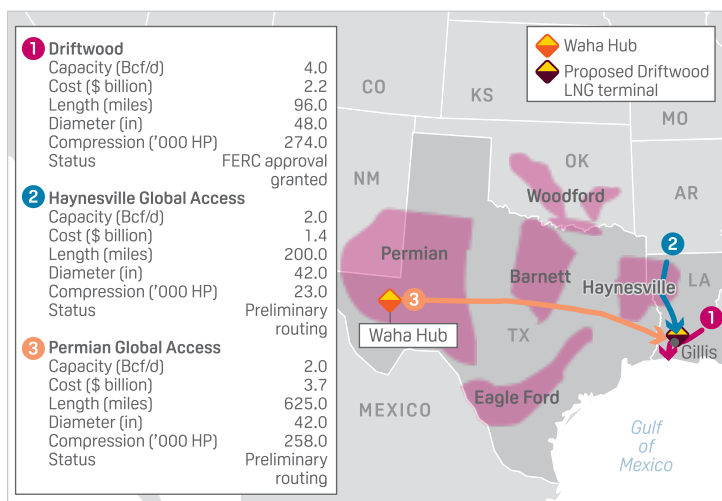 1 Driftwood
Capacity (Bcf/d) 4.0
Cost ($ billion) 2.2
Length (miles) 96.0
Diameter (in) 48.0
Compression ('000 HP) 274.0
Status FERC approval
granted
2 Haynesville Global Access
Capacity (Bcf/d) 2.0
Cost ($ billion) 1.4
Length (miles) 200.0
Diameter (in) 42.0
Compression ('000 HP) 23.0
Status Preliminary
routing
3 Permian Global Access
Capacity (Bcf/d) 2.0
Cost ($ billion) 3.7
Length (miles) 625.0
Diameter (in) 42.0
Compression ('000 HP) 258.0
Status Preliminary
routing
Waha Hub
Proposed Driftwood
LNG terminal
CO
KS
MO
NM
OK
AR
Woodford
2
Permian
Barnett
Haynesville
LA
3
1
Waha Hub
TX
Gillis
Eagle Ford
MEXICO
Gulf
of
Mexico